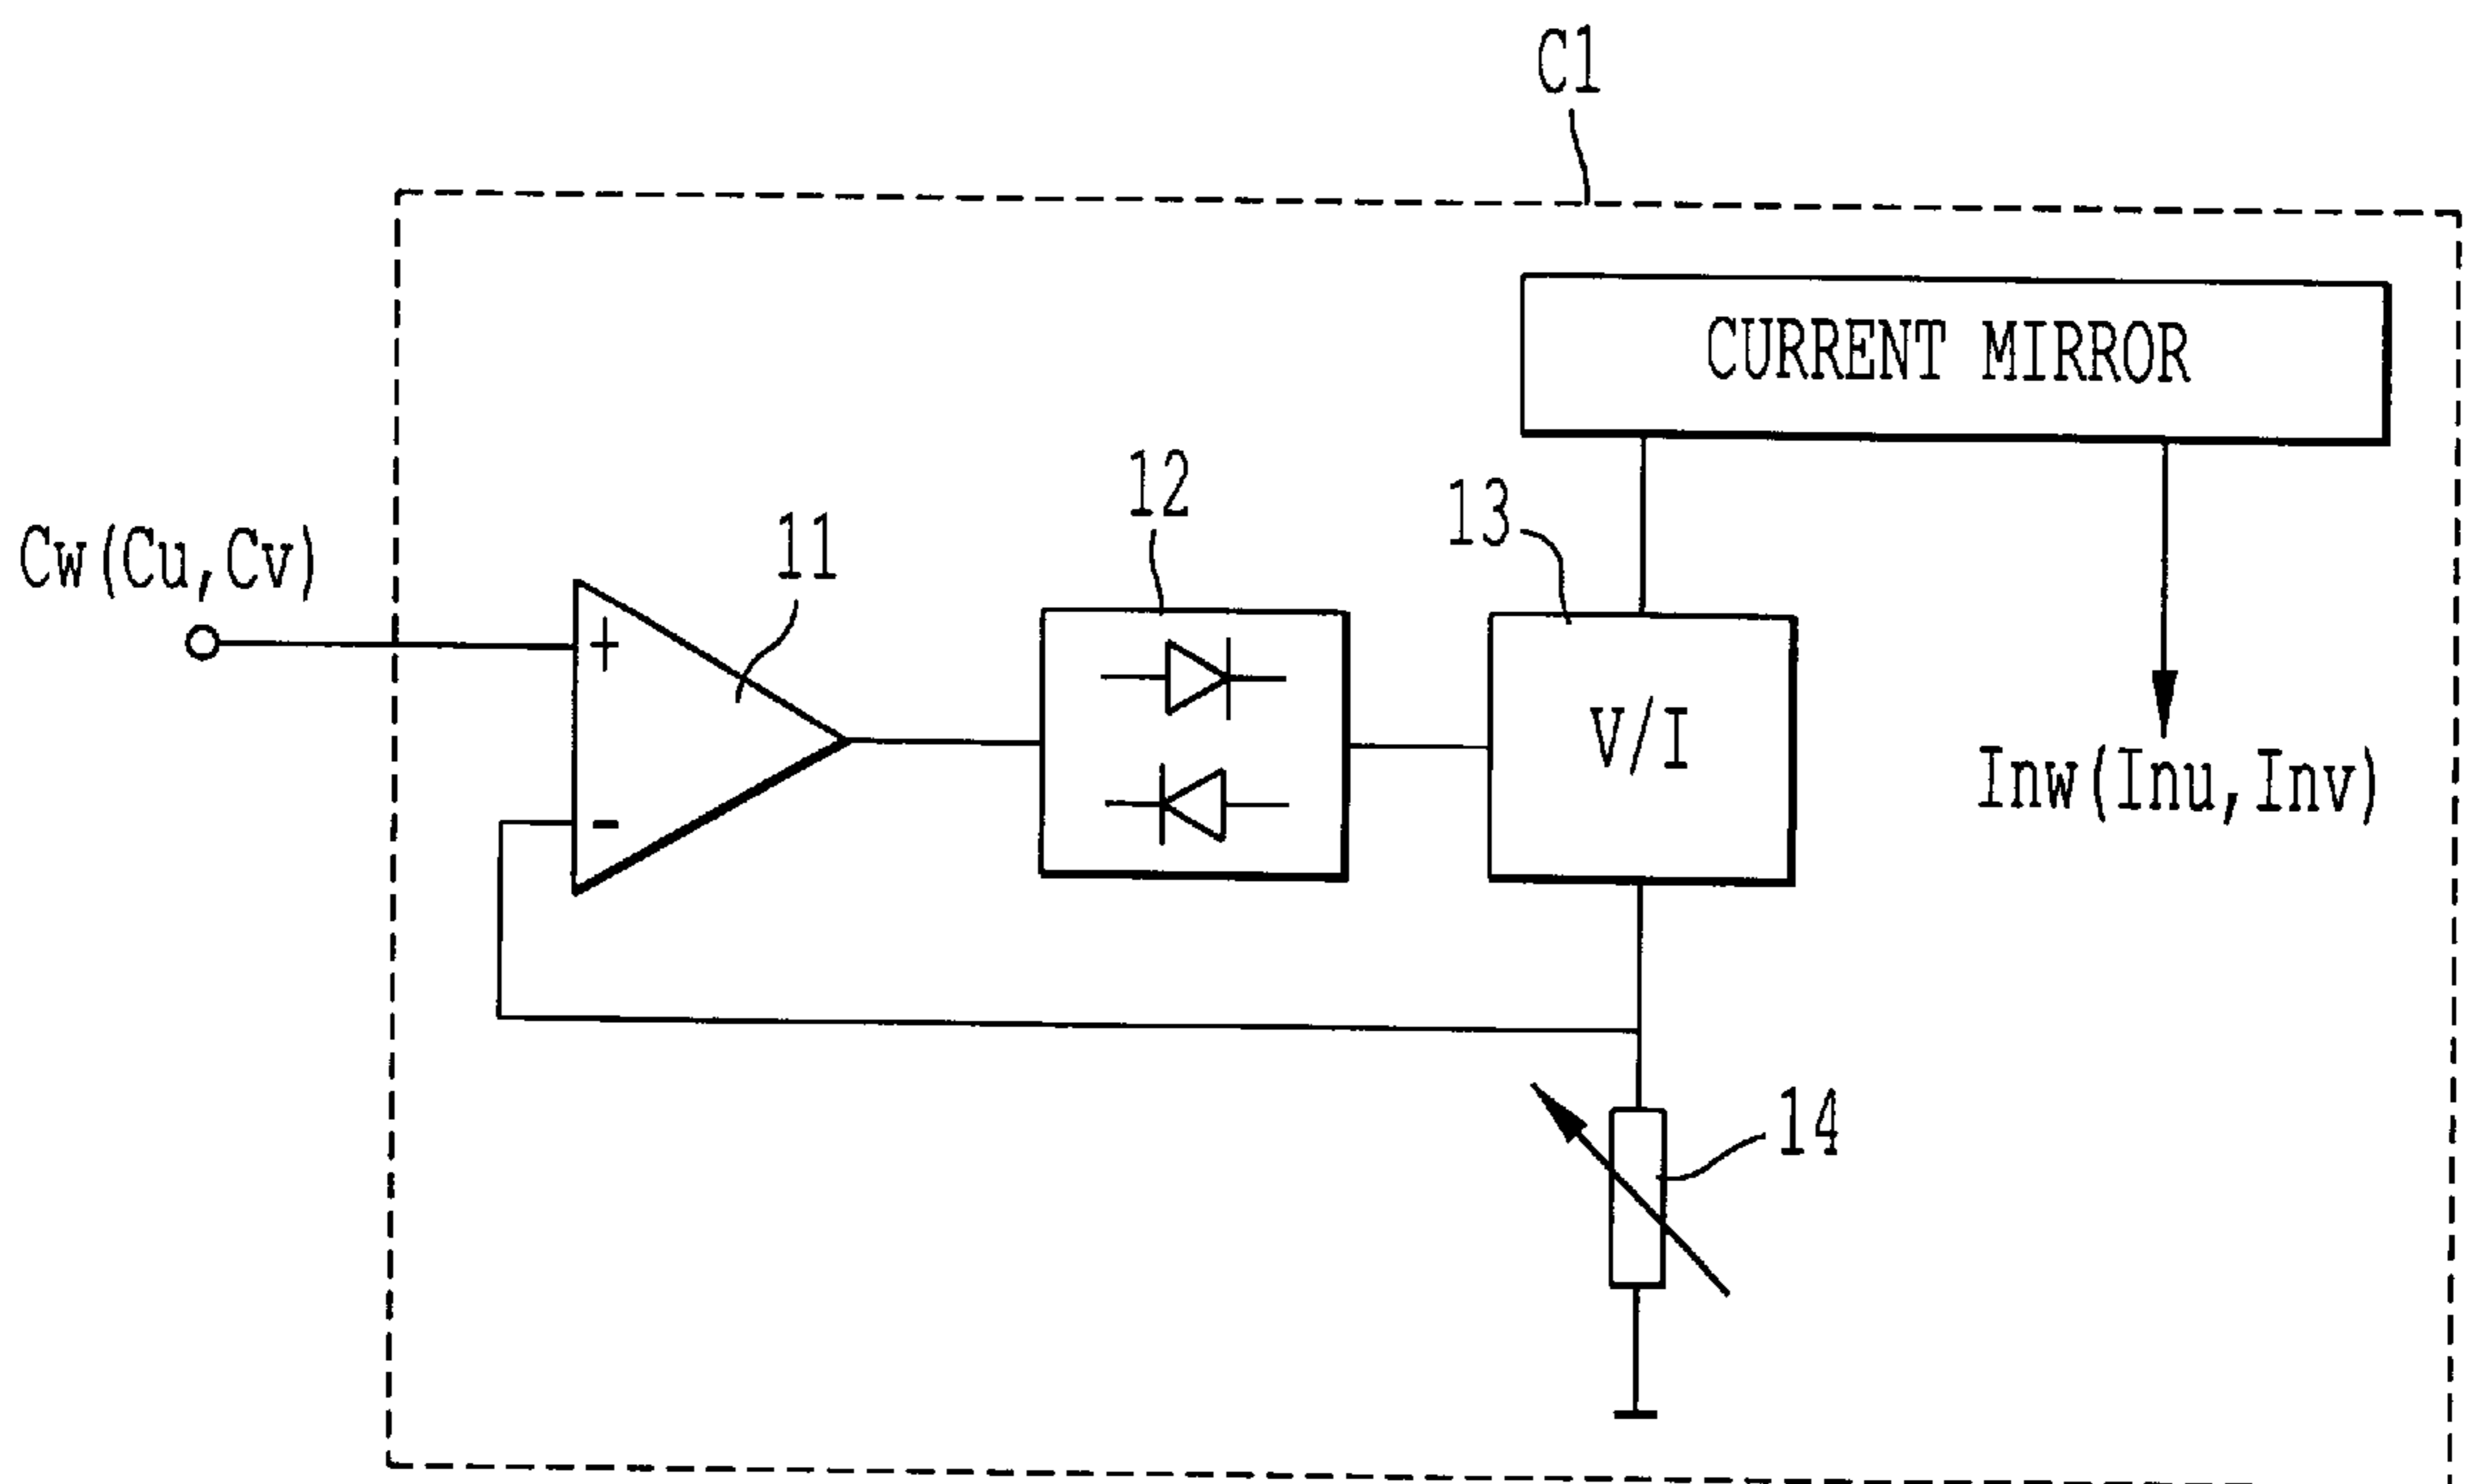 C1
CURRENT MIRROR
12
13
11
Cw(Cu,Cv)
+
V/I
Inw(Inu,Inv)
-
14